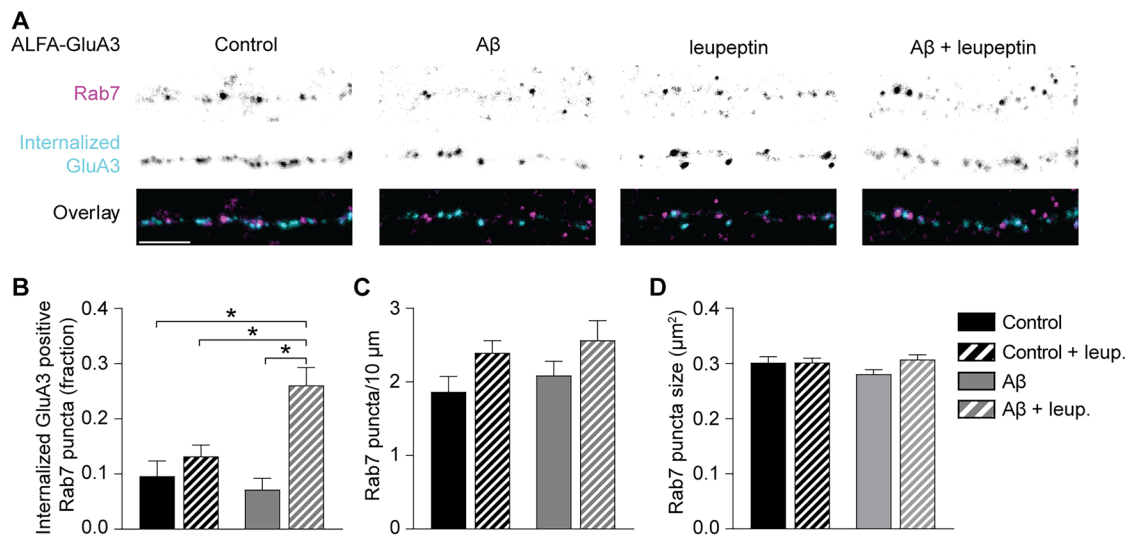 A
ALFA-GluA3
Control
Aβ
leupeptin
Aβ + leupeptin
Rab7
Internalized
GluA3
Overlay
B
Internalized GluA3 positive
Rab7 puncta (fraction)
0.4
0.3
0.2
0.1
0.0
*
*
*
C
Rab7 puncta/10 μm
3
2
1
0
D
Rab7 puncta size (μm²)
0.4
0.3
0.2
0.1
0.0
Control
Control + leup.
Aβ
Aβ + leup.